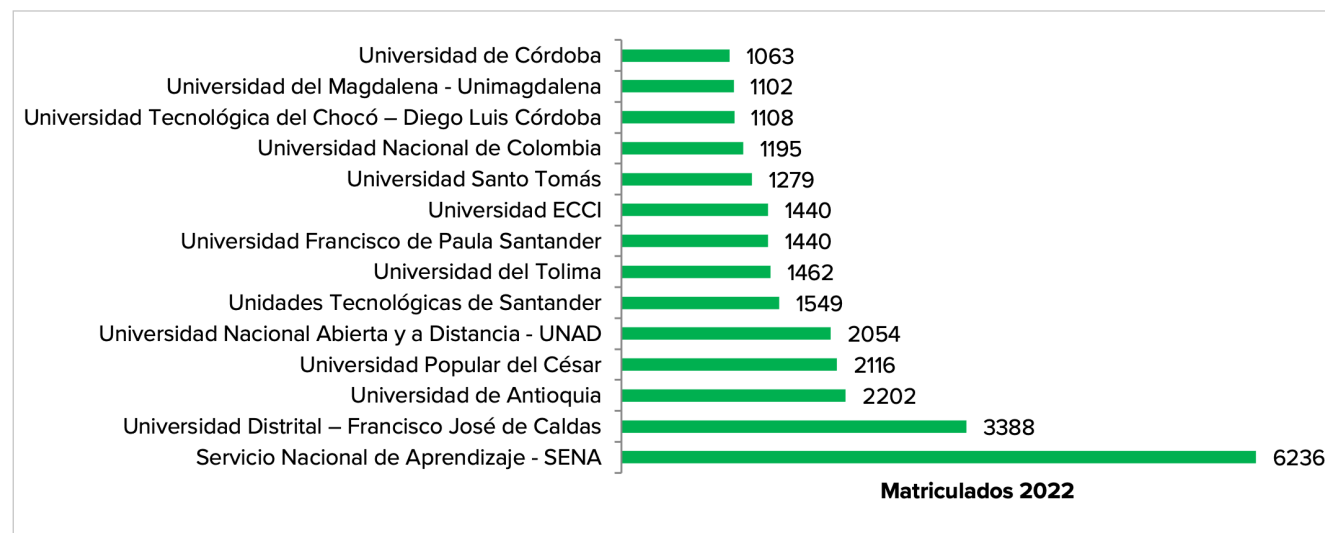 Universidad de Córdoba 1063
Universidad del Magdalena - Unimagdalena 1102
Universidad Tecnológica del Chocó – Diego Luis Córdoba 1108
Universidad Nacional de Colombia 1195
Universidad Santo Tomás 1279
Universidad ECCI 1440
Universidad Francisco de Paula Santander 1440
Universidad del Tolima 1462
Unidades Tecnológicas de Santander 1549
Universidad Nacional Abierta y a Distancia - UNAD 2054
Universidad Popular del César 2116
Universidad de Antioquia 2202
Universidad Distrital – Francisco José de Caldas 3388
Servicio Nacional de Aprendizaje - SENA 6236
Matriculados 2022